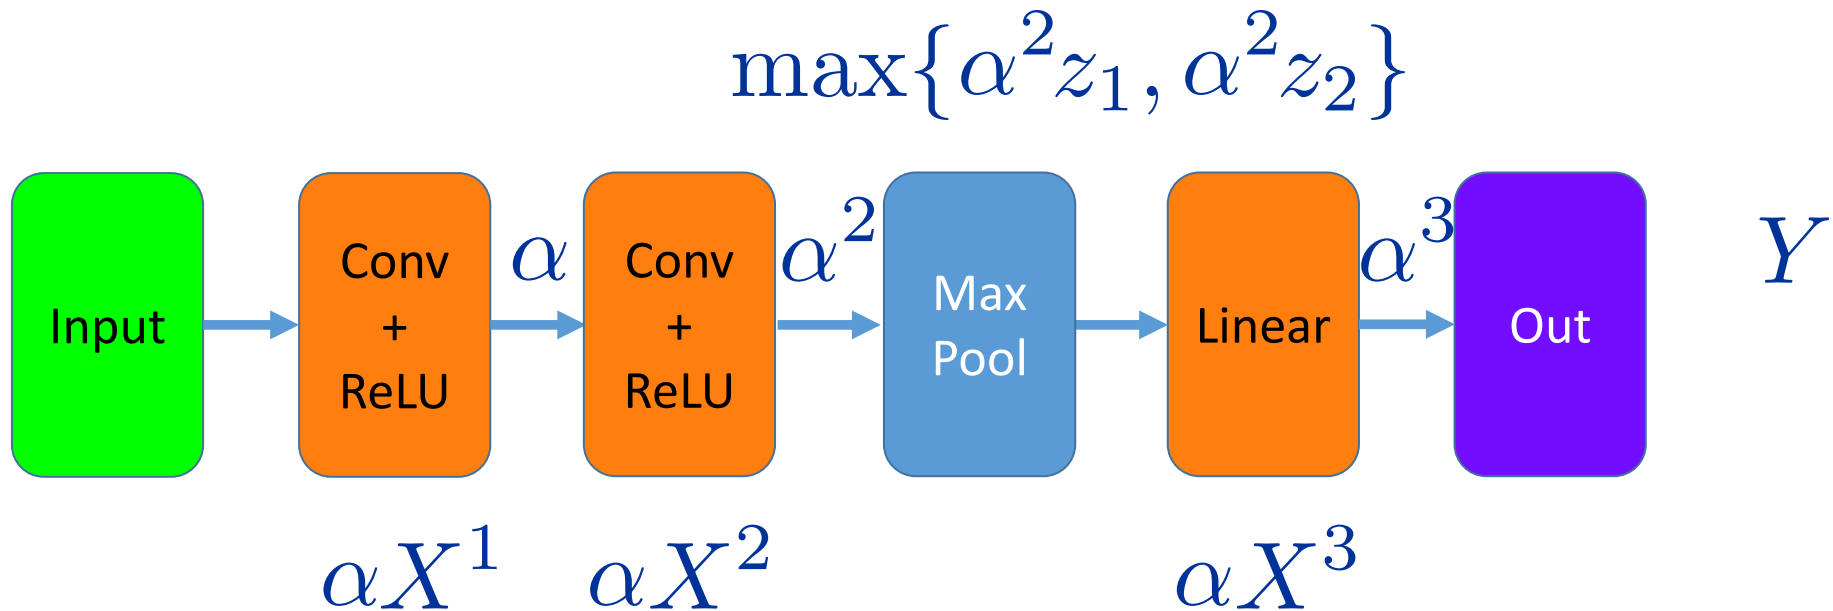 max{α²z₁, α²z₂}
Input
Conv
+
ReLU
α
Conv
+
ReLU
α²
Max
Pool
Linear
α³
Out
Y
αX¹
αX²
αX³